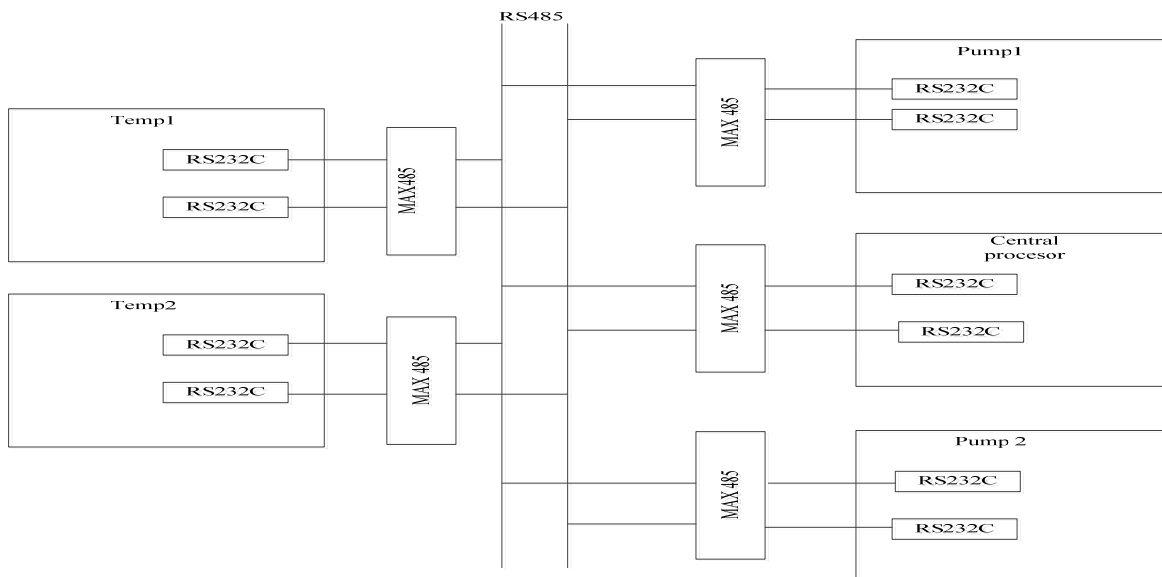 RS485
Temp1
RS232C
RS232C
MAX485
Temp2
RS232C
RS232C
MAX 485
Pump1
RS232C
RS232C
MAX 485
Central
procesor
RS232C
RS232C
MAX 485
Pump 2
RS232C
RS232C
MAX 485